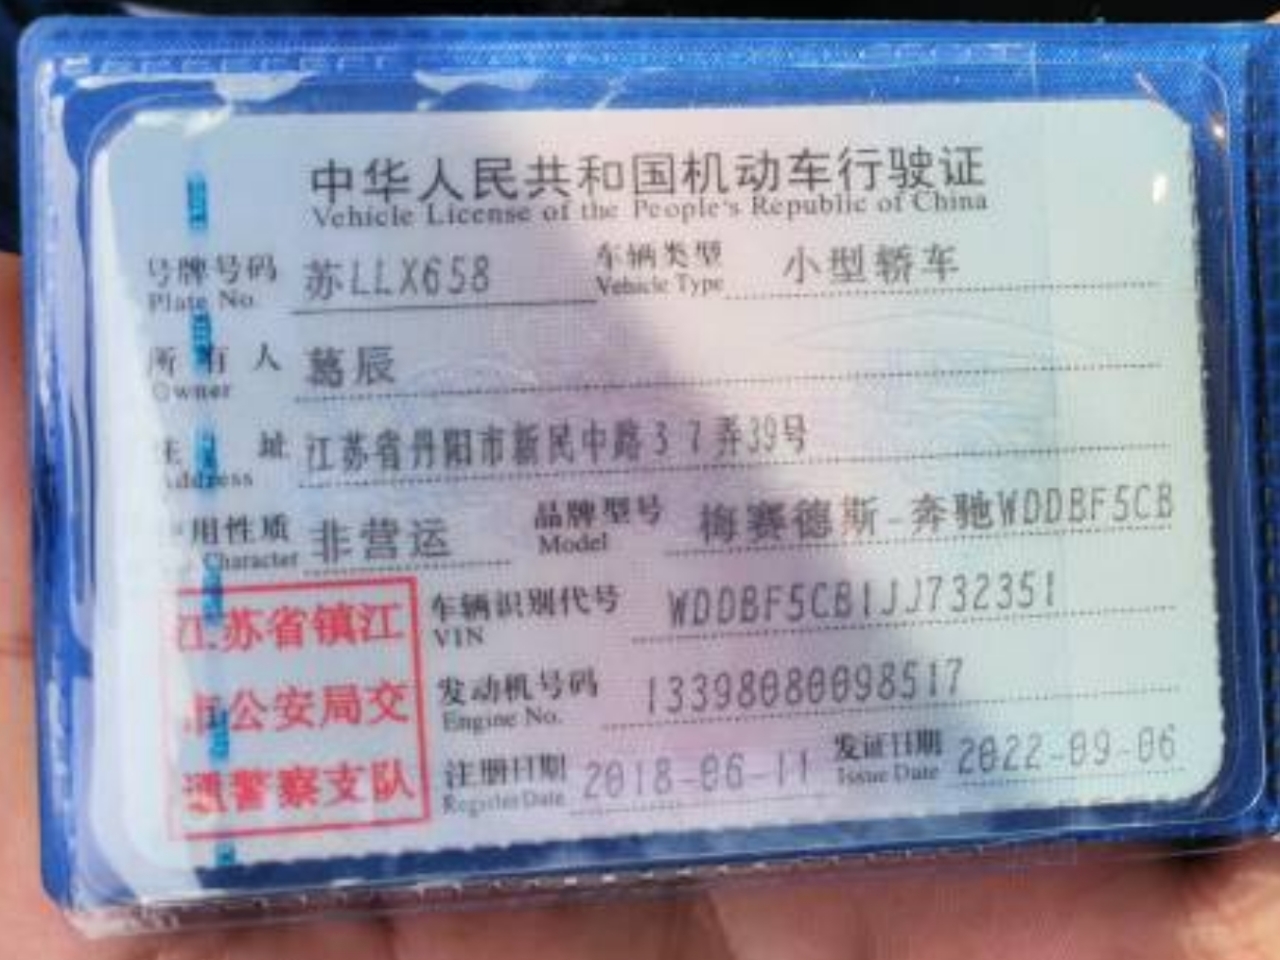 中华人民共和国机动车行驶证
Vehicle License of the People's Republic of China
号牌号码 苏LLX658 车辆类型 小型轿车
Plate No. Vehicle Type
所有人 葛辰
Owner
住址 江苏省丹阳市新民中路37弄39号
Address
用性质 非营运 品牌型号 梅赛德斯-奔驰WDDBF5CB
Character Model
江苏省镇江
市公安局交
通警察支队
车辆识别代号 WDDBF5CB1JJ732351
VIN
发动机号码 13398080098517
Engine No.
注册日期 2018-06-11 发证日期 2022-09-06
Register Date Issue Date